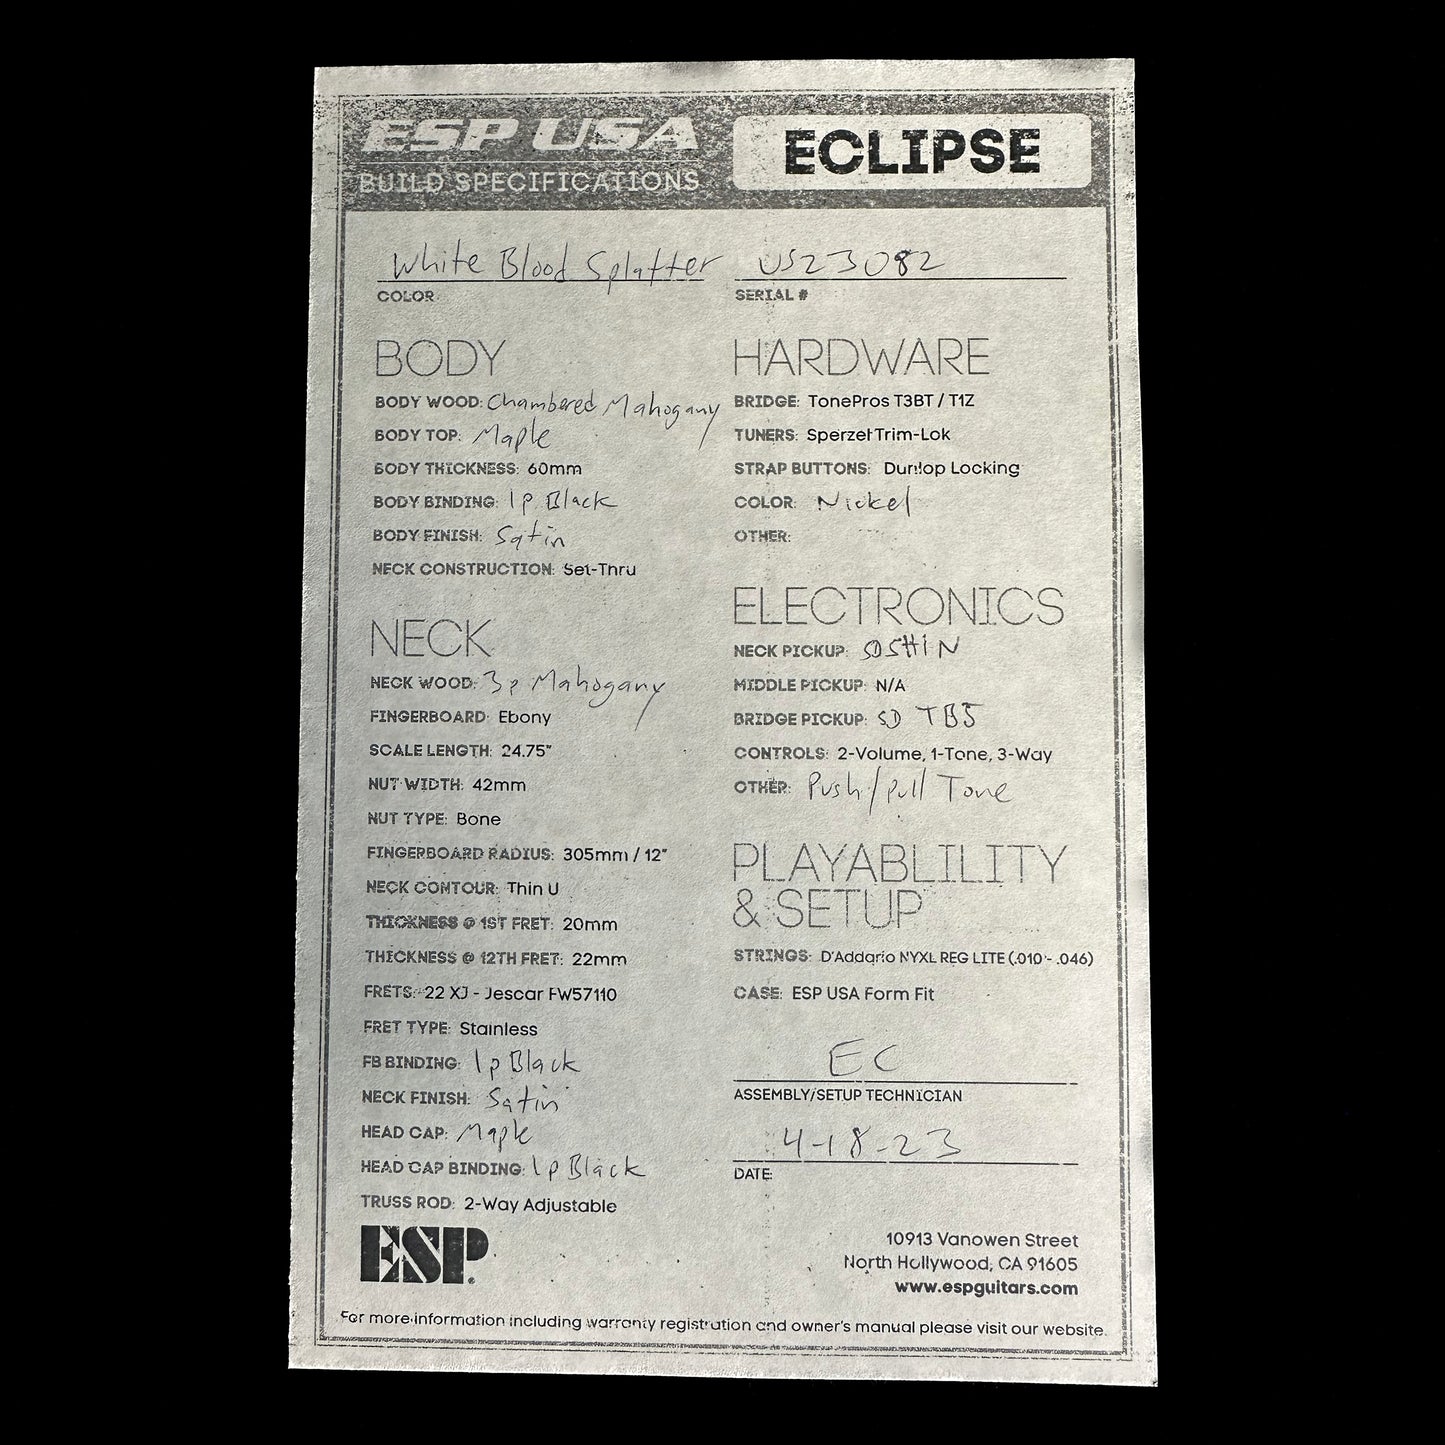 ESP USA
BUILD SPECIFICATIONS
ECLIPSE
White Blood Splatter
COLOR
US23082
SERIAL #
BODY
BODY WOOD: Chambered Mahogany
BODY TOP: Maple
BODY THICKNESS: 60mm
BODY BINDING: 1p Black
BODY FINISH: Satin
NECK CONSTRUCTION: Set-Thru
NECK
NECK WOOD: 3p Mahogany
FINGERBOARD: Ebony
SCALE LENGTH: 24.75"
NUT WIDTH: 42mm
NUT TYPE: Bone
FINGERBOARD RADIUS: 305mm / 12"
NECK CONTOUR: Thin U
THICKNESS @ 1ST FRET: 20mm
THICKNESS @ 12TH FRET: 22mm
FRETS: 22 XJ - Jescar FW57110
FRET TYPE: Stainless
FB BINDING: 1p Black
NECK FINISH: Satin
HEAD CAP: Maple
HEAD CAP BINDING: 1p Black
TRUSS ROD: 2-Way Adjustable
ESP
HARDWARE
BRIDGE: TonePros T3BT / T1Z
TUNERS: Sperzel Trim-Lok
STRAP BUTTONS: Dunlop Locking
COLOR: Nickel
OTHER:
ELECTRONICS
NECK PICKUP: SDSH1N
MIDDLE PICKUP: N/A
BRIDGE PICKUP: SD TB5
CONTROLS: 2-Volume, 1-Tone, 3-Way
OTHER: Push/pull Tone
PLAYABLILITY
& SETUP
STRINGS: D'Addario NYXL REG LITE (.010 - .046)
CASE: ESP USA Form Fit
EC
ASSEMBLY/SETUP TECHNICIAN
4-18-23
DATE:
10913 Vanowen Street
North Hollywood, CA 91605
www.espguitars.com
For more information including warranty registration and owner's manual please visit our website.